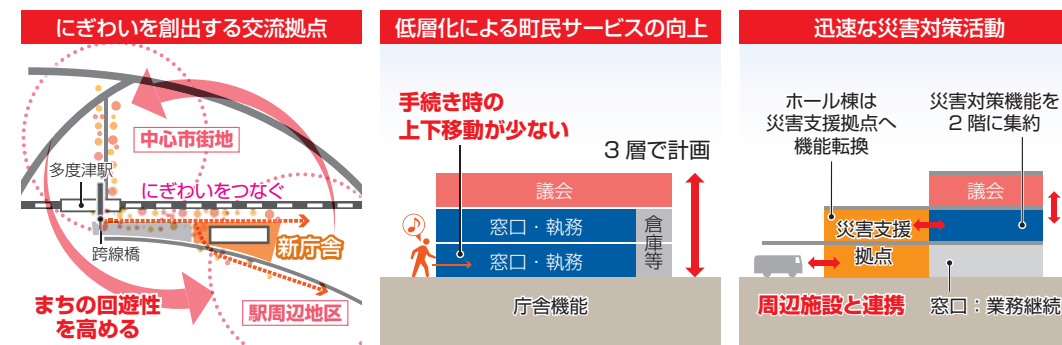 にぎわいを創出する交流拠点
中心市街地
多度津駅
にぎわいをつなぐ
跨線橋
新庁舎
まちの回遊性
を高める
駅周辺地区
低層化による町民サービスの向上
手続き時の
上下移動が少ない
3 層で計画
議会
窓口・執務
窓口・執務
倉庫等
庁舎機能
迅速な災害対策活動
ホール棟は
災害支援拠点へ
機能転換
災害対策機能を
2 階に集約
議会
災害支援
拠点
周辺施設と連携
窓口：業務継続